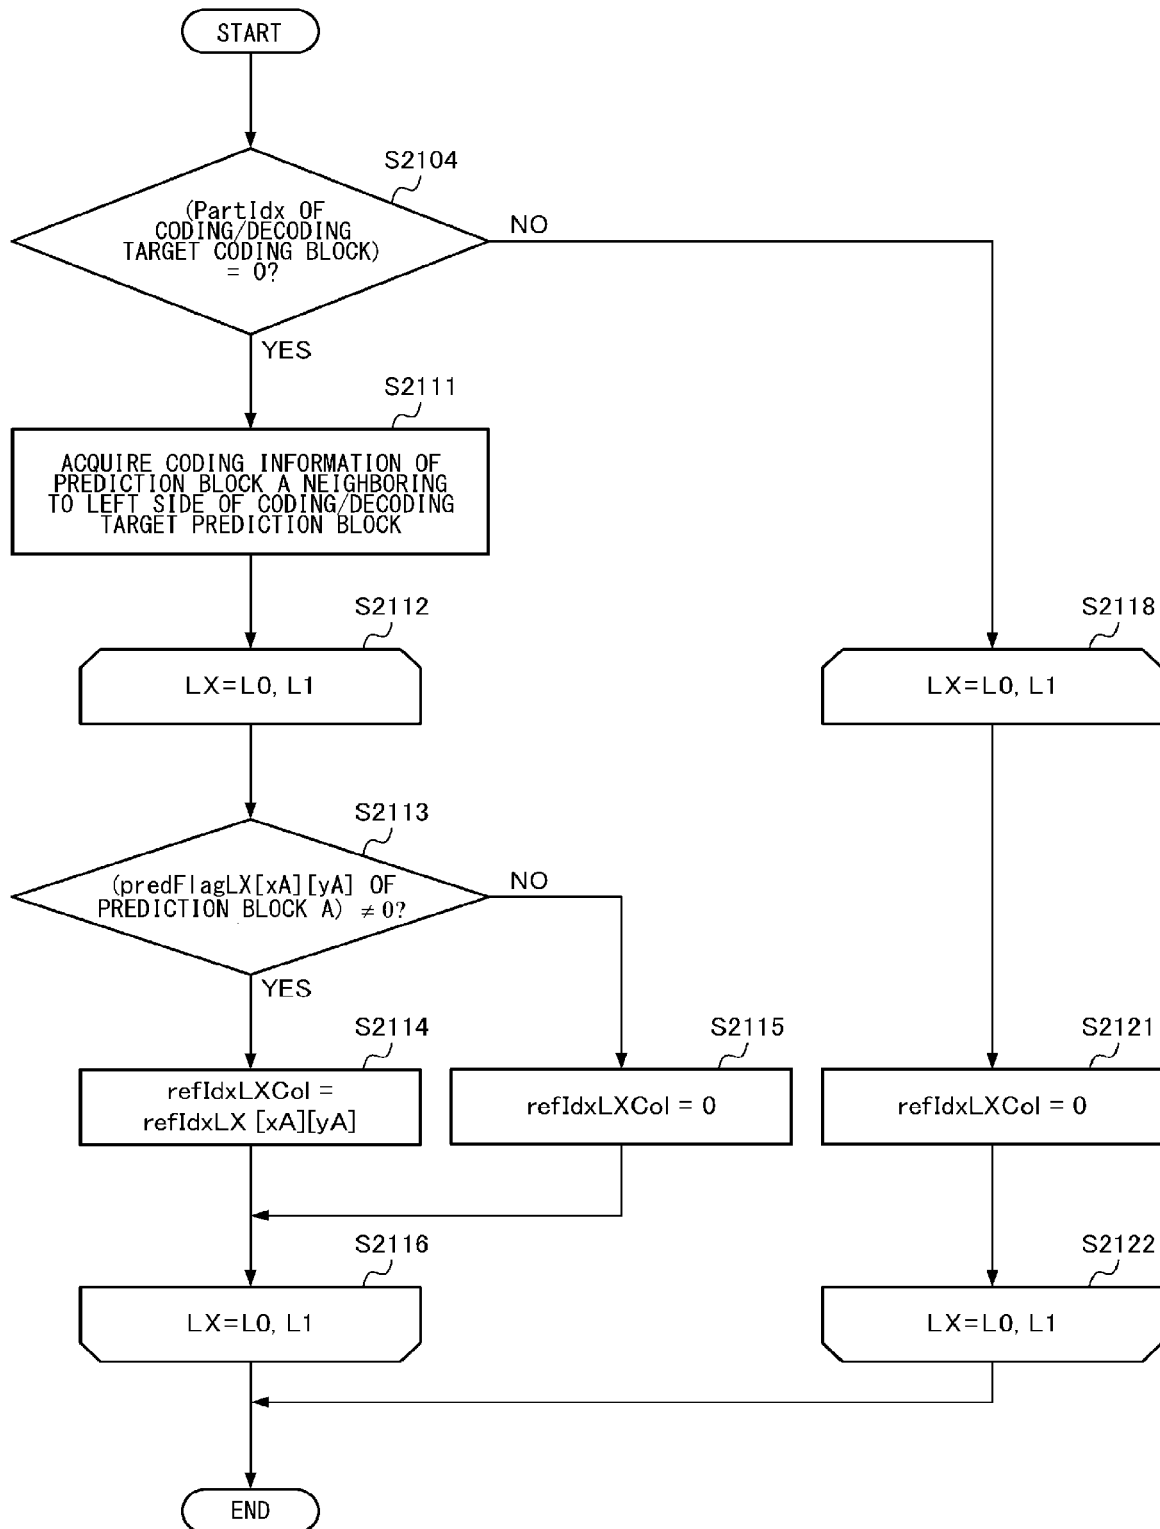 START
S2104
(PartIdx OF
CODING/DECODING
TARGET CODING BLOCK)
= 0?
NO
YES
S2111
ACQUIRE CODING INFORMATION OF
PREDICTION BLOCK A NEIGHBORING
TO LEFT SIDE OF CODING/DECODING
TARGET PREDICTION BLOCK
S2112
LX=L0, L1
S2118
LX=L0, L1
S2113
(predFlagLX[xA][yA] OF
PREDICTION BLOCK A) ≠ 0?
NO
YES
S2114
refIdxLXCol =
refIdxLX [xA][yA]
S2115
refIdxLXCol = 0
S2121
refIdxLXCol = 0
S2116
LX=L0, L1
S2122
LX=L0, L1
END